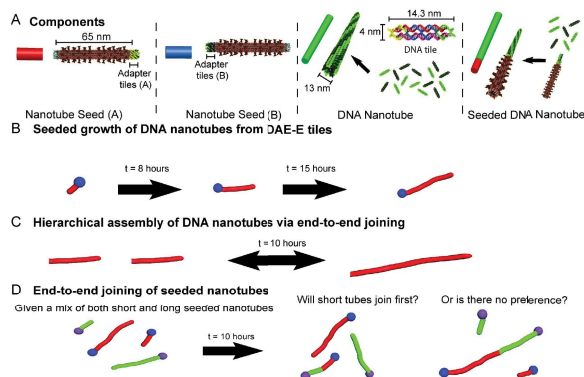 A Components
65 nm
Adapter
tiles (A)
Nanotube Seed (A)
Adapter
tiles (B)
Nanotube Seed (B)
14.3 nm
4 nm
DNA tile
13 nm
DNA Nanotube
Seeded DNA Nanotube
B Seeded growth of DNA nanotubes from DAE-E tiles
t = 8 hours
t = 15 hours
C Hierarchical assembly of DNA nanotubes via end-to-end joining
t = 10 hours
D End-to-end joining of seeded nanotubes
Given a mix of both short and long seeded nanotubes
t = 10 hours
Will short tubes join first?
Or is there no preference?